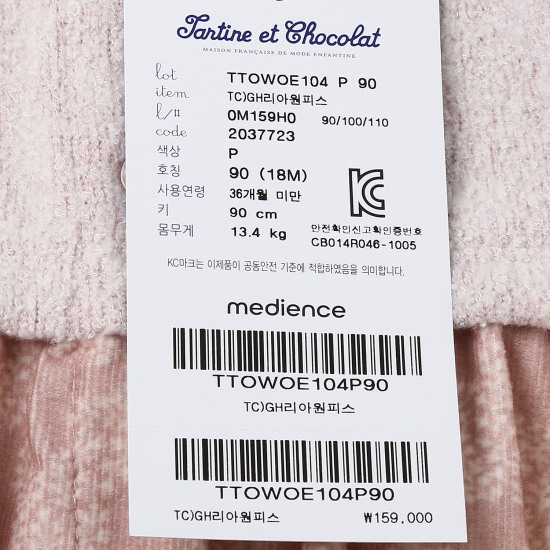 Tartine et Chocolat
MAISON FRANÇAISE DE MODE ENFANTINE
lot TTOWOE104 P 90
item TC)GH리아원피스
l/# 0M159H0 90/100/110
code 2037723
색상 P
호칭 90 (18M)
사용연령 36개월 미만
키 90 cm
몸무게 13.4 kg
안전확인신고확인증번호
CB014R046-1005
KC마크는 이제품이 공통안전 기준에 적합하였음을 의미합니다.
medience
TTOWOE104P90
TC)GH리아원피스
TTOWOE104P90
TC)GH리아원피스 ₩159,000